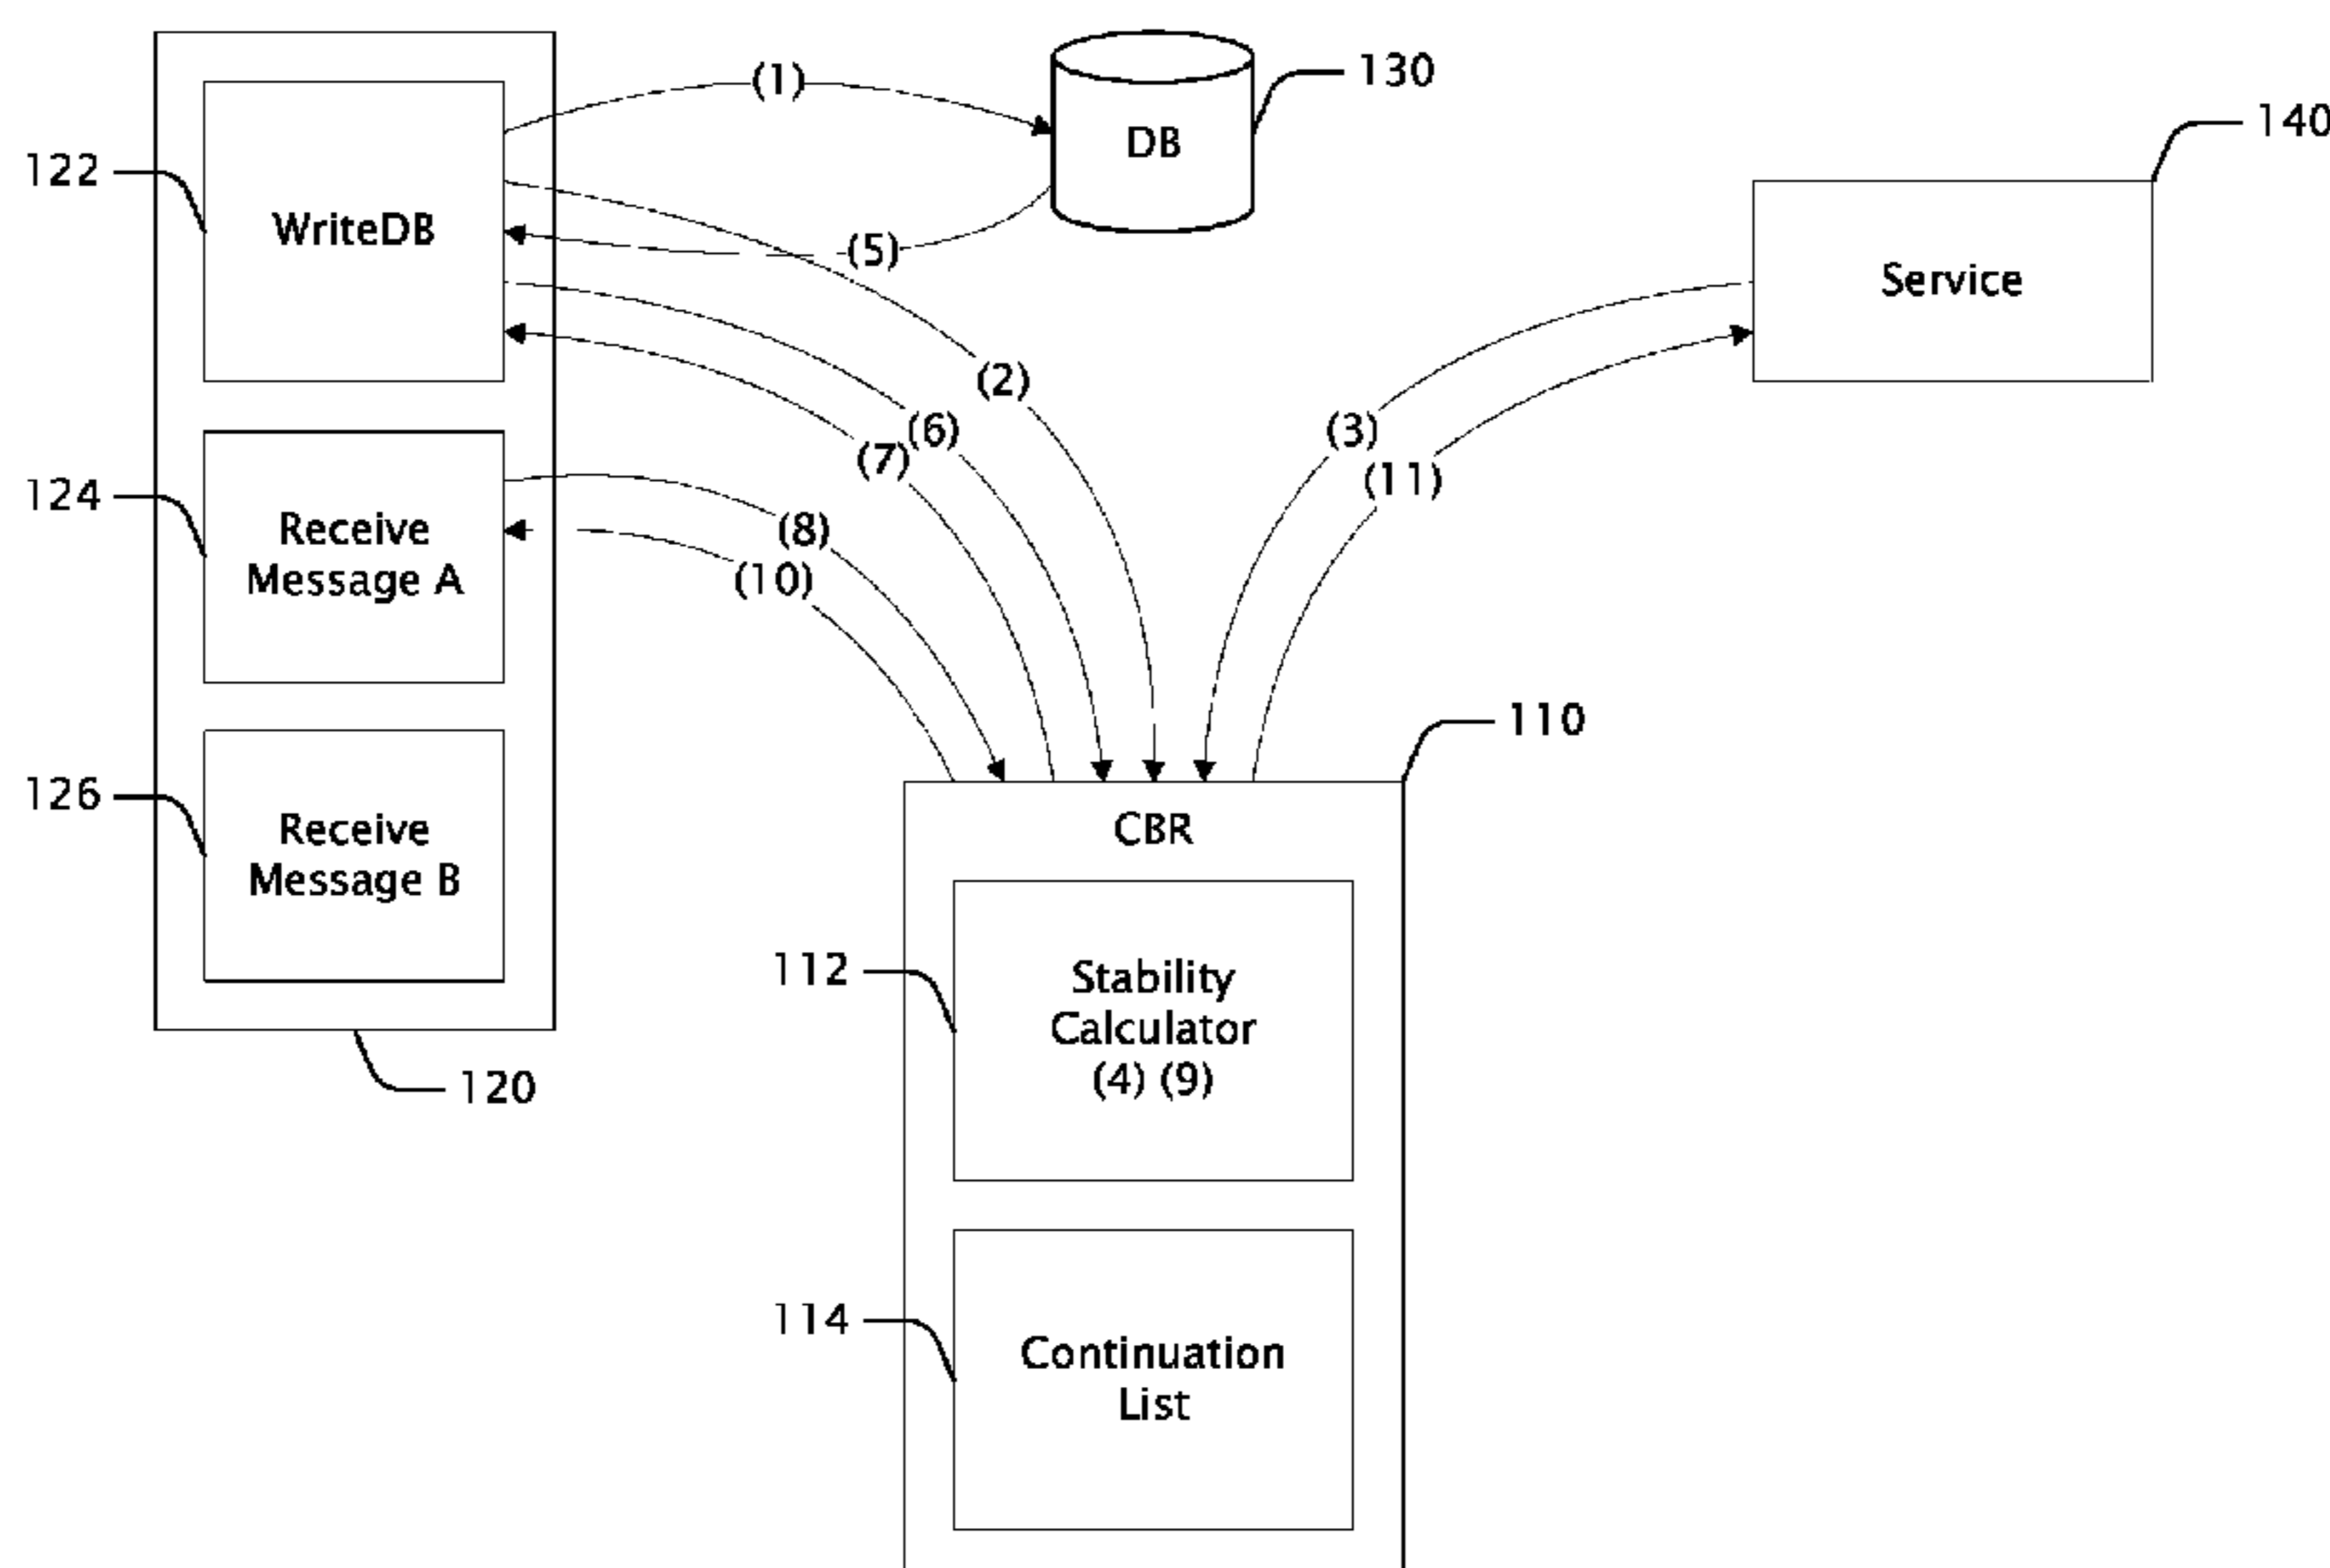 (1)
130
DB
140
122
WriteDB
(5)
Service
(2)
(3)
(6)
(7)
(11)
124
Receive
Message A
(8)
(10)
110
126
Receive
Message B
CBR
112
Stability
Calculator
(4) (9)
120
114
Continuation
List